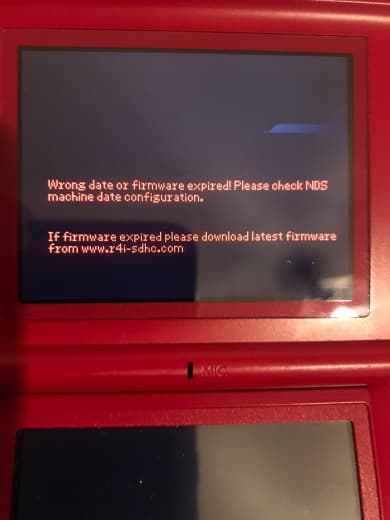 Wrong date or firmware expired! Please check NDS
machine date configuration.
If firmware expired please download latest firmware
from www.r4i-sdhc.com
MIC.